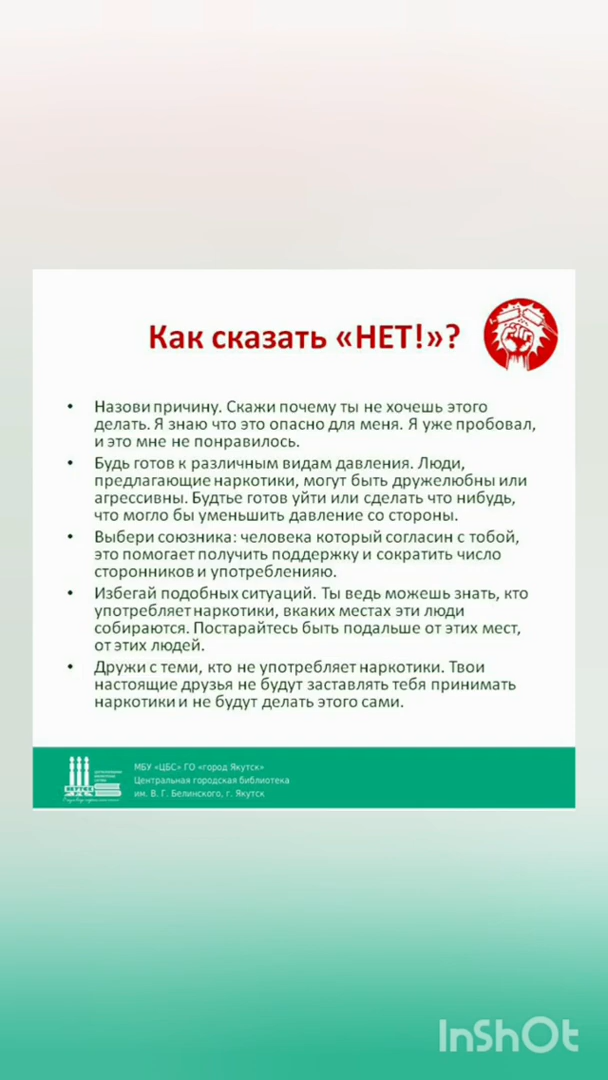 Как сказать «НЕТ!»?
• Назови причину. Скажи почему ты не хочешь этого
делать. Я знаю что это опасно для меня. Я уже пробовал,
и это мне не понравилось.
• Будь готов к различным видам давления. Люди,
предлагающие наркотики, могут быть дружелюбны или
агрессивны. Будтье готов уйти или сделать что нибудь,
что могло бы уменьшить давление со стороны.
• Выбери союзника: человека который согласин с тобой,
это помогает получить поддержку и сократить число
сторонников и употребленияю.
• Избегай подобных ситуаций. Ты ведь можешь знать, кто
употребляет наркотики, вкаких местах эти люди
собираются. Постарайтесь быть подальше от этих мест,
от этих людей.
• Дружи с теми, кто не употребляет наркотики. Твои
настоящие друзья не будут заставлять тебя принимать
наркотики и не будут делать этого сами.
МБУ «ЦБС» ГО «город Якутск»
Центральная городская библиотека
им. В. Г. Белинского, г. Якутск
InShOt